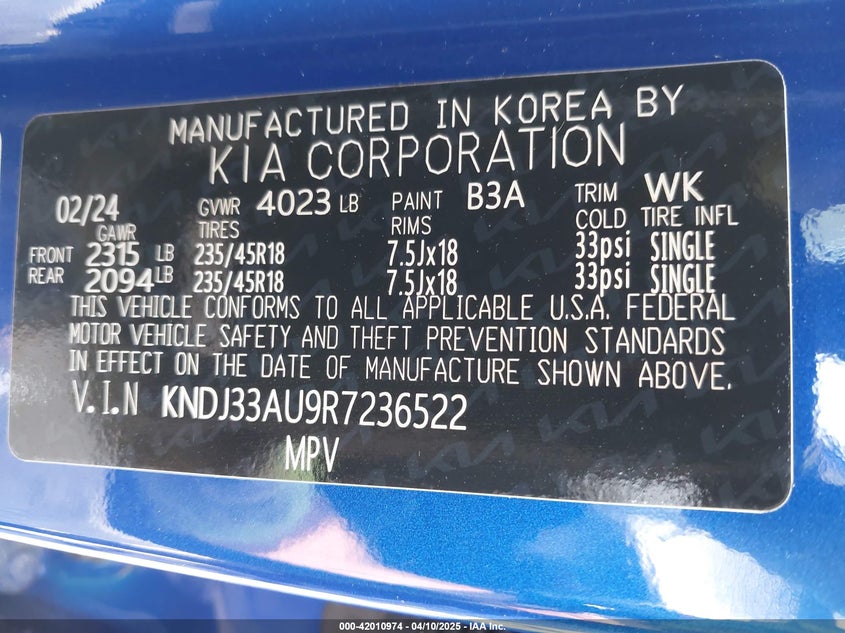 MANUFACTURED IN KOREA BY
KIA CORPORATION
02/24 GVWR 4023 LB PAINT B3A TRIM WK
GAWR TIRES RIMS COLD TIRE INFL
FRONT 2315 LB 235/45R18 7.5Jx18 33psi SINGLE
REAR 2094 LB 235/45R18 7.5Jx18 33psi SINGLE
THIS VEHICLE CONFORMS TO ALL APPLICABLE U.S.A. FEDERAL
MOTOR VEHICLE SAFETY AND THEFT PREVENTION STANDARDS
IN EFFECT ON THE DATE OF MANUFACTURE SHOWN ABOVE.
V.I.N KNDJ33AU9R7236522
MPV
000-42010974 - 04/10/2025 - IAA Inc.